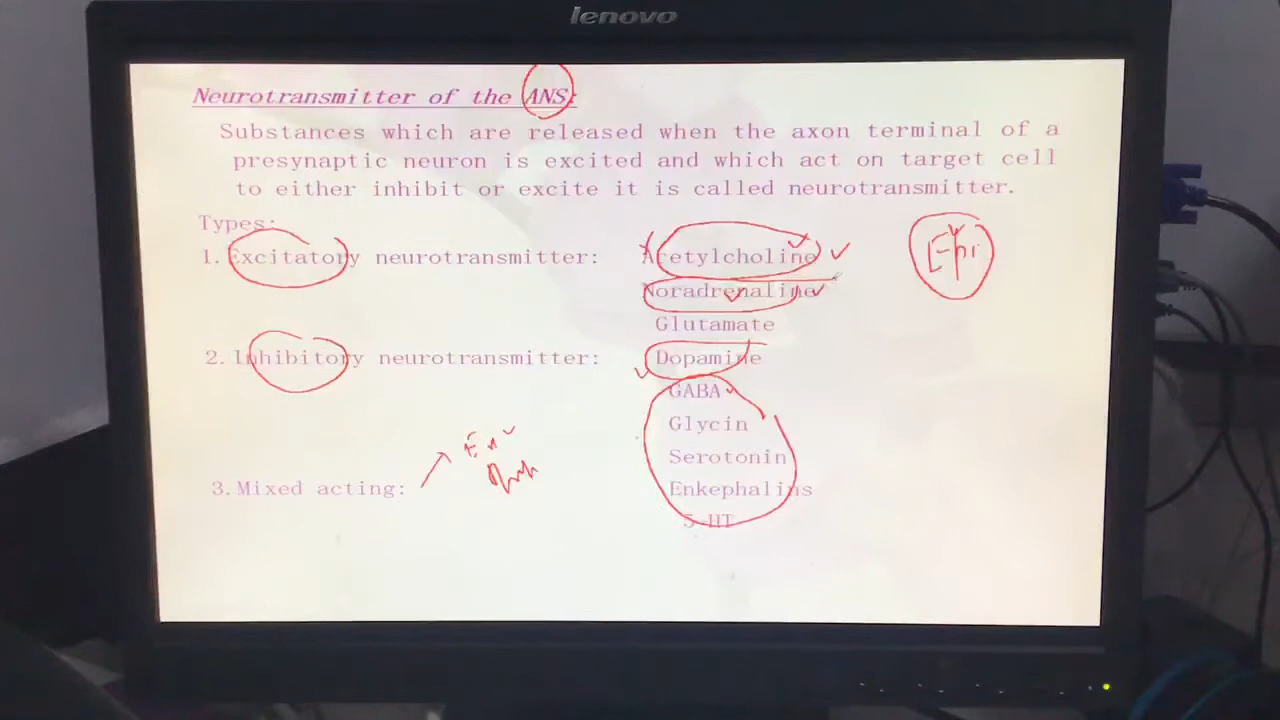 lenovo
Neurotransmitter of the ANS:
Substances which are released when the axon terminal of a
presynaptic neuron is excited and which act on target cell
to either inhibit or excite it is called neurotransmitter.
Types:
1. Excitatory neurotransmitter: Acetylcholine
Noradrenaline
Glutamate
2. Inhibitory neurotransmitter: Dopamine
GABA
Glycin
Serotonin
3. Mixed acting: Enkephalins
5-HT